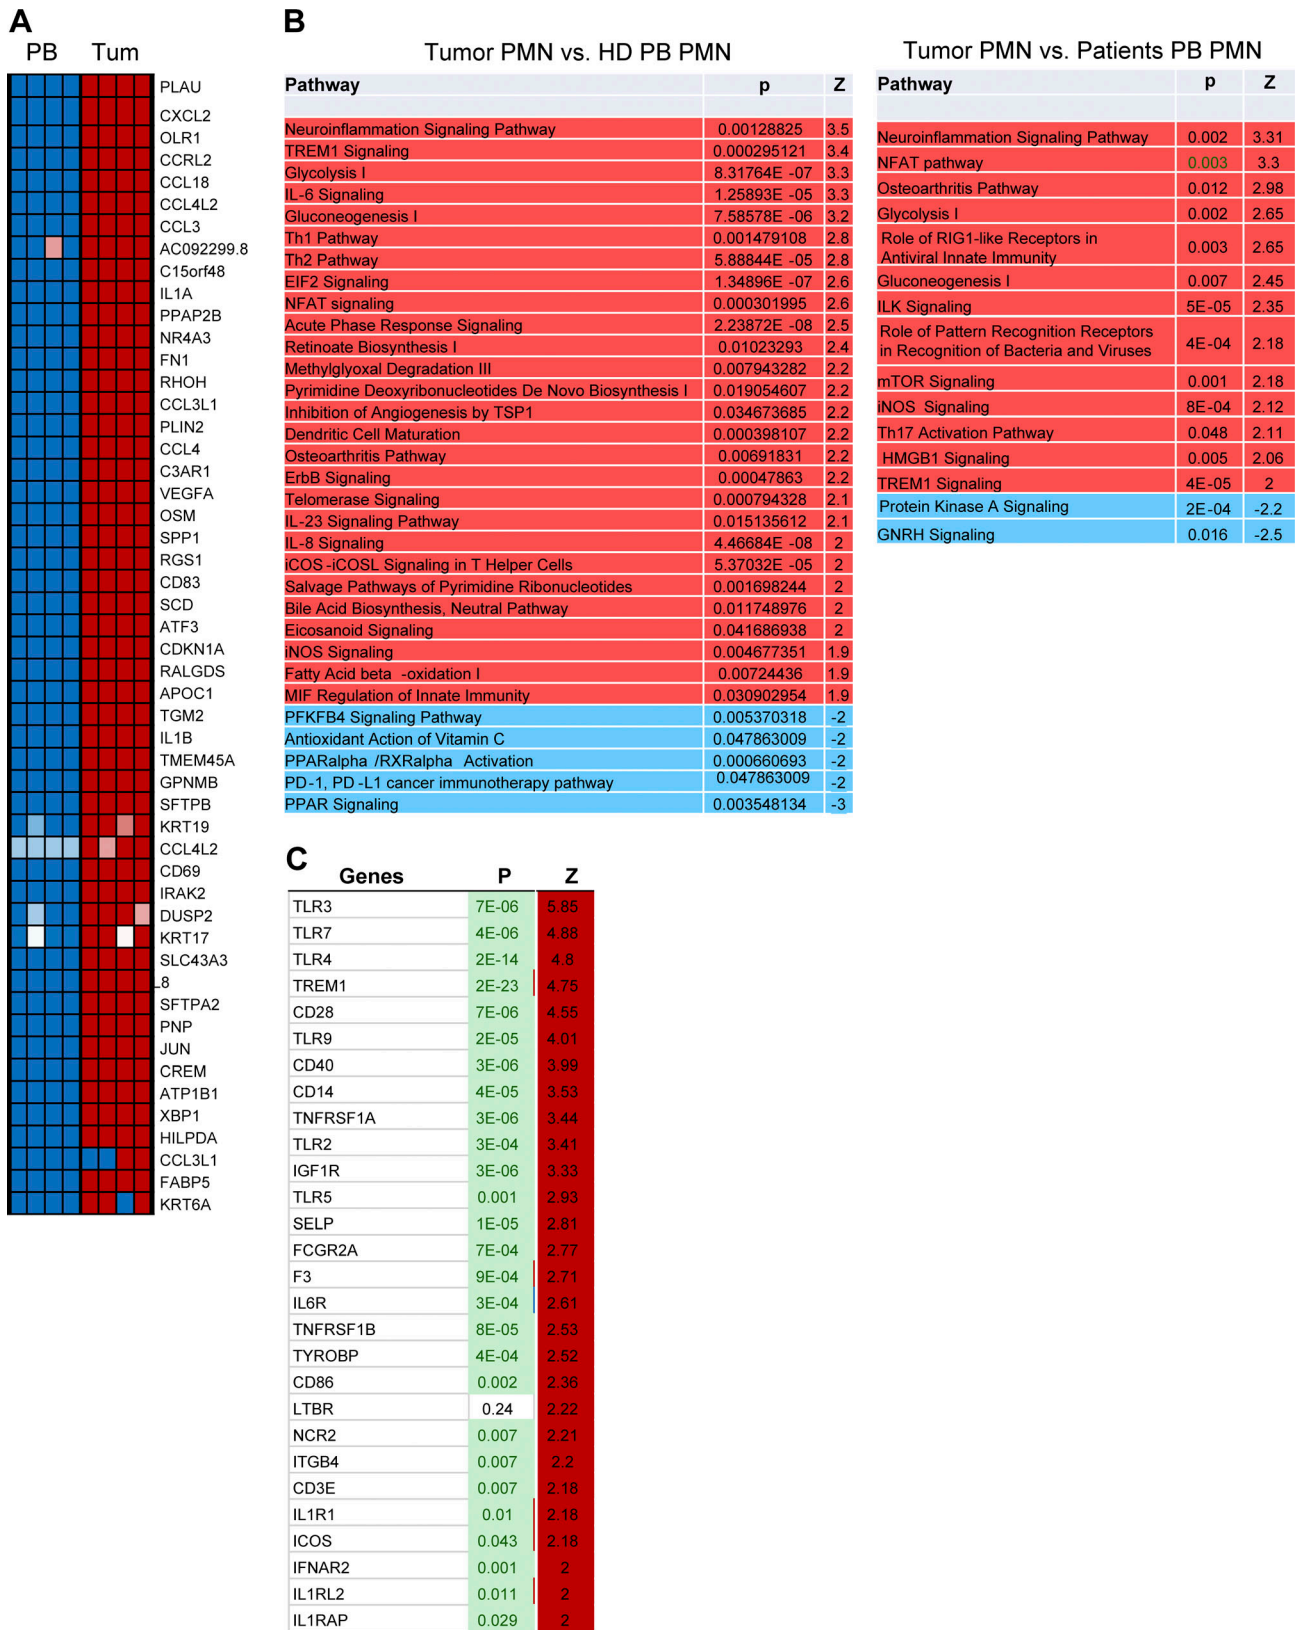 A
PB Tum
PLAU
CXCL2
OLR1
CCRL2
CCL18
CCL4L2
CCL3
AC092299.8
C15orf48
IL1A
PPAP2B
NR4A3
FN1
RHOH
CCL3L1
PLIN2
CCL4
C3AR1
VEGFA
OSM
SPP1
RGS1
CD83
SCD
ATF3
CDKN1A
RALGDS
APOC1
TGM2
IL1B
TMEM45A
GPNMB
SFTPB
KRT19
CCL4L2
CD69
IRAK2
DUSP2
KRT17
SLC43A3
L8
SFTPA2
PNP
JUN
CREM
ATP1B1
XBP1
HILPDA
CCL3L1
FABP5
KRT6A
B
Tumor PMN vs. HD PB PMN
Pathway p Z
Neuroinflammation Signaling Pathway 0.00128825 3.5
TREM1 Signaling 0.000295121 3.4
Glycolysis I 8.31764E -07 3.3
IL-6 Signaling 1.25893E -05 3.3
Gluconeogenesis I 7.58578E -06 3.2
Th1 Pathway 0.001479108 2.8
Th2 Pathway 5.88844E -05 2.8
EIF2 Signaling 1.34896E -07 2.6
NFAT signaling 0.000301995 2.6
Acute Phase Response Signaling 2.23872E -08 2.5
Retinoate Biosynthesis I 0.01023293 2.4
Methylglyoxal Degradation III 0.007943282 2.2
Pyrimidine Deoxyribonucleotides De Novo Biosynthesis I 0.019054607 2.2
Inhibition of Angiogenesis by TSP1 0.034673685 2.2
Dendritic Cell Maturation 0.000398107 2.2
Osteoarthritis Pathway 0.00691831 2.2
ErbB Signaling 0.00047863 2.2
Telomerase Signaling 0.000794328 2.1
IL-23 Signaling Pathway 0.015135612 2.1
IL-8 Signaling 4.46684E -08 2
iCOS -iCOSL Signaling in T Helper Cells 5.37032E -05 2
Salvage Pathways of Pyrimidine Ribonucleotides 0.001698244 2
Bile Acid Biosynthesis, Neutral Pathway 0.011748976 2
Eicosanoid Signaling 0.041686938 2
iNOS Signaling 0.004677351 1.9
Fatty Acid beta -oxidation I 0.00724436 1.9
MIF Regulation of Innate Immunity 0.030902954 1.9
PFKFB4 Signaling Pathway 0.005370318 -2
Antioxidant Action of Vitamin C 0.047863009 -2
PPARalpha /RXRalpha Activation 0.000660693 -2
PD-1, PD -L1 cancer immunotherapy pathway 0.047863009 -2
PPAR Signaling 0.003548134 -3
Tumor PMN vs. Patients PB PMN
Pathway p Z
Neuroinflammation Signaling Pathway 0.002 3.31
NFAT pathway 0.003 3.3
Osteoarthritis Pathway 0.012 2.98
Glycolysis I 0.002 2.65
Role of RIG1-like Receptors in
Antiviral Innate Immunity 0.003 2.65
Gluconeogenesis I 0.007 2.45
ILK Signaling 5E-05 2.35
Role of Pattern Recognition Receptors
in Recognition of Bacteria and Viruses 4E-04 2.18
mTOR Signaling 0.001 2.18
iNOS Signaling 8E-04 2.12
Th17 Activation Pathway 0.048 2.11
HMGB1 Signaling 0.005 2.06
TREM1 Signaling 4E-05 2
Protein Kinase A Signaling 2E-04 -2.2
GNRH Signaling 0.016 -2.5
C
Genes P Z
TLR3 7E-06 5.85
TLR7 4E-06 4.88
TLR4 2E-14 4.8
TREM1 2E-23 4.75
CD28 7E-06 4.55
TLR9 2E-05 4.01
CD40 3E-06 3.99
CD14 4E-05 3.53
TNFRSF1A 3E-06 3.44
TLR2 3E-04 3.41
IGF1R 3E-06 3.33
TLR5 0.001 2.93
SELP 1E-05 2.81
FCGR2A 7E-04 2.77
F3 9E-04 2.71
IL6R 3E-04 2.61
TNFRSF1B 8E-05 2.53
TYROBP 4E-04 2.52
CD86 0.002 2.36
LTBR 0.24 2.22
NCR2 0.007 2.21
ITGB4 0.007 2.2
CD3E 0.007 2.18
IL1R1 0.01 2.18
ICOS 0.043 2.18
IFNAR2 0.001 2
IL1RL2 0.011 2
IL1RAP 0.029 2